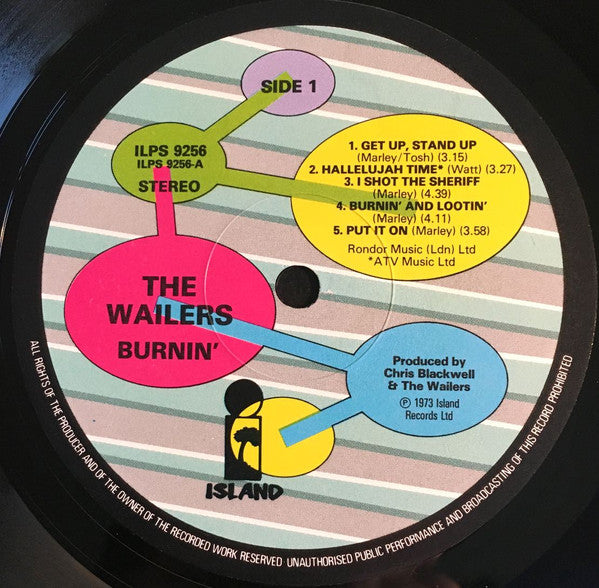 SIDE 1
ILPS 9256
ILPS 9256-A
STEREO
1. GET UP, STAND UP
(Marley/Tosh) (3.15)
2. HALLELUJAH TIME* (Watt) (3.27)
3. I SHOT THE SHERIFF
(Marley) (4.39)
4. BURNIN' AND LOOTIN'
(Marley) (4.11)
5. PUT IT ON (Marley) (3.58)
Rondor Music (Ldn) Ltd
*ATV Music Ltd
THE
WAILERS
BURNIN'
Produced by
Chris Blackwell
& The Wailers
℗ 1973 Island
Records Ltd
ISLAND
ALL RIGHTS OF THE PRODUCER AND OF THE OWNER OF THE RECORDED WORK RESERVED UNAUTHORISED PUBLIC PERFORMANCE AND BROADCASTING OF THIS RECORD PROHIBITED